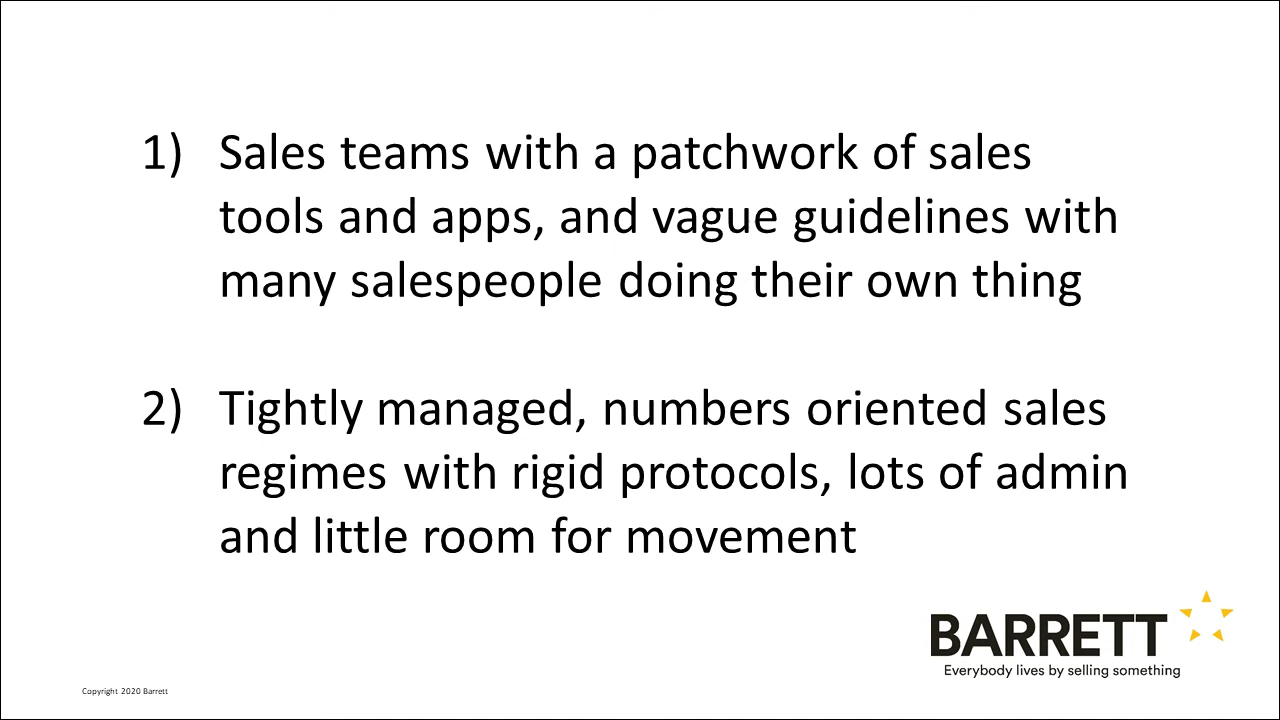 1) Sales teams with a patchwork of sales
tools and apps, and vague guidelines with
many salespeople doing their own thing
2) Tightly managed, numbers oriented sales
regimes with rigid protocols, lots of admin
and little room for movement
BARRETT
Everybody lives by selling something
Copyright 2020 Barrett